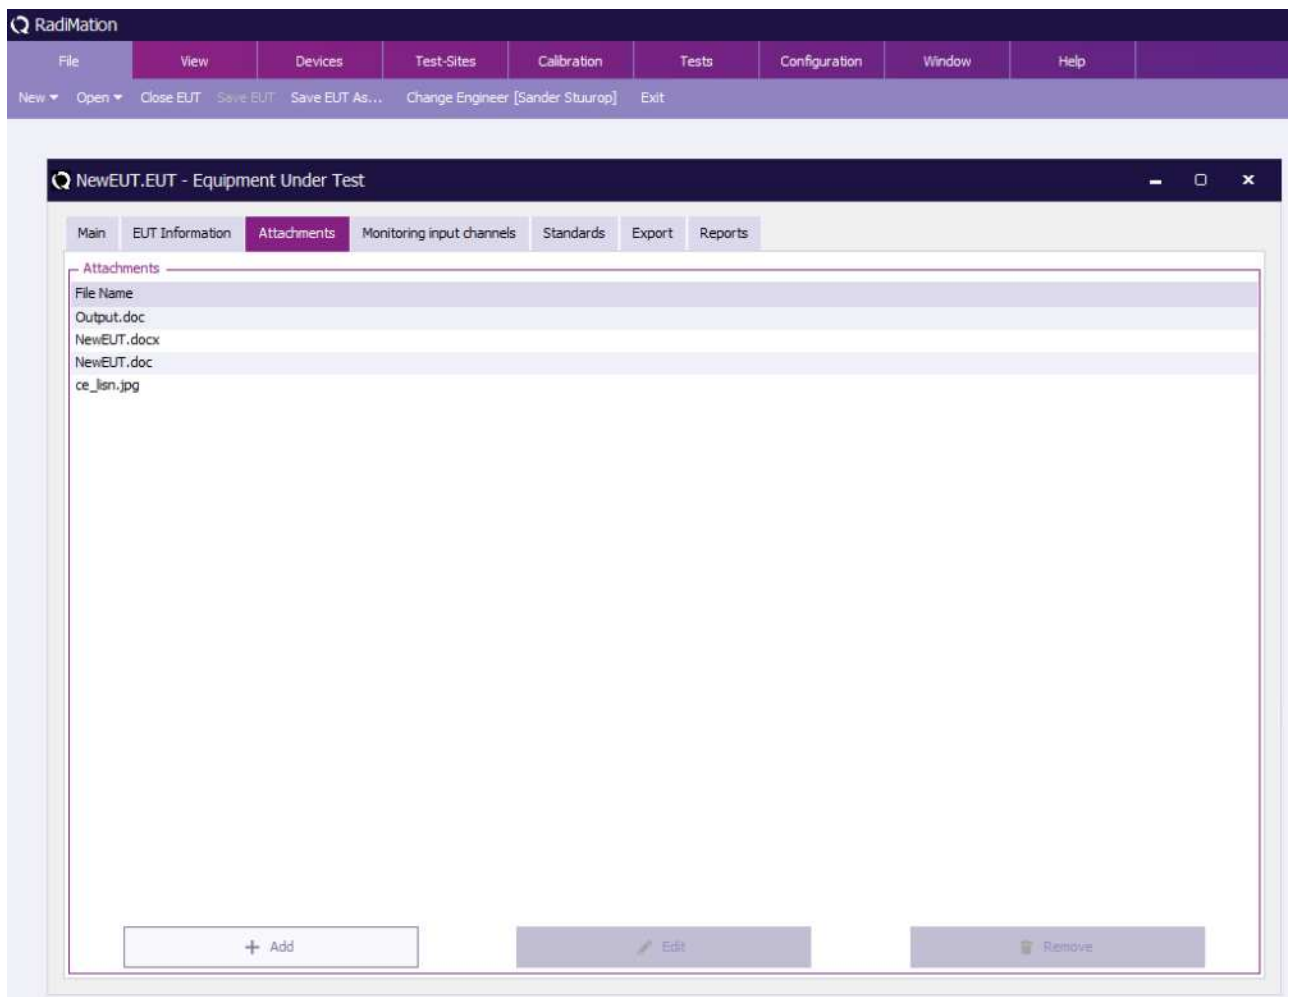 RadiMation
File View Devices Test-Sites Calibration Tests Configuration Window Help
New Open Close EUT Save EUT Save EUT As... Change Engineer [Sander Stuurop] Exit
NewEUT.EUT - Equipment Under Test
Main EUT Information Attachments Monitoring input channels Standards Export Reports
Attachments
File Name
Output.doc
NewEUT.docx
NewEUT.doc
ce_lisn.jpg
Add Edit Remove